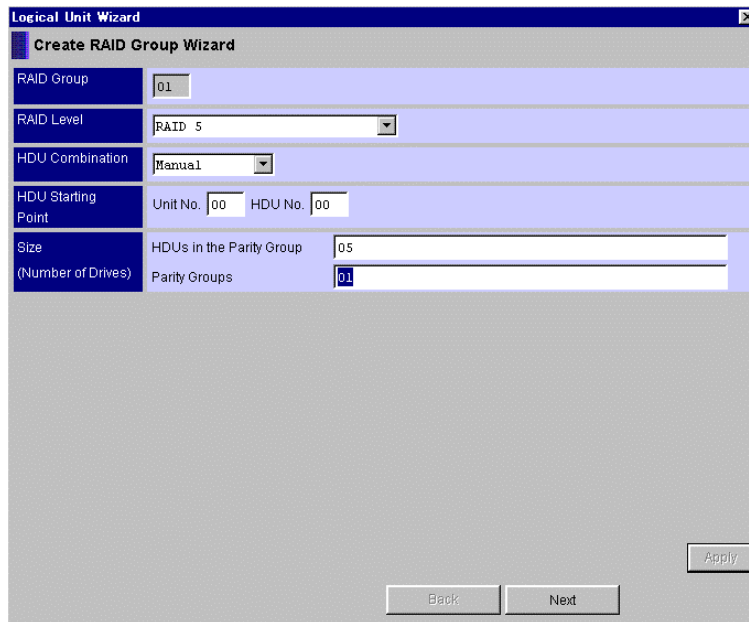 Logical Unit Wizard
Create RAID Group Wizard
RAID Group 01
RAID Level RAID 5
HDU Combination Manual
HDU Starting Point Unit No. 00 HDU No. 00
Size (Number of Drives) HDUs in the Parity Group 05
Parity Groups 01
Apply
Back Next